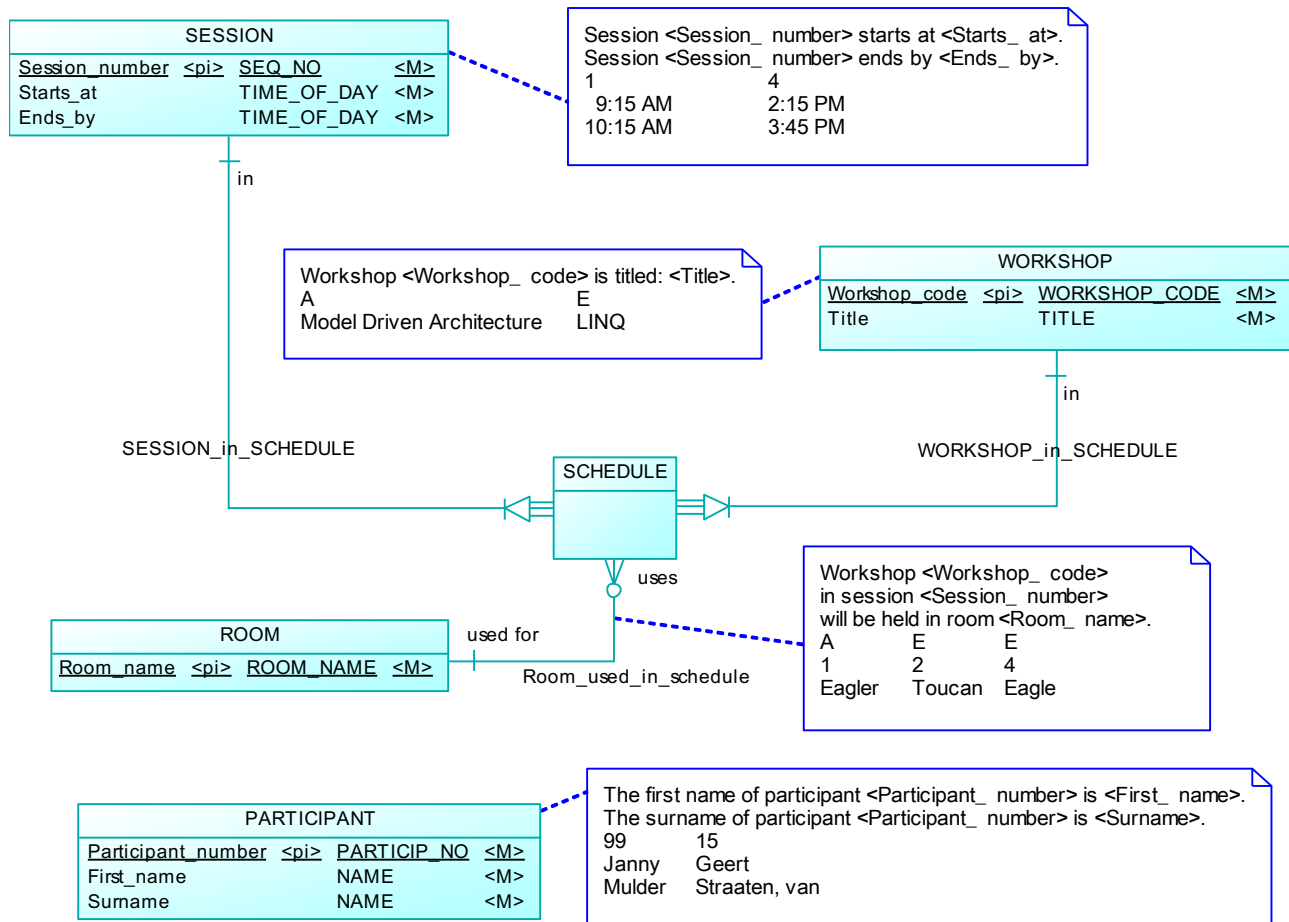 SESSION
Session_number <pi> SEQ_NO <M>
Starts_at TIME_OF_DAY <M>
Ends_by TIME_OF_DAY <M>
Session <Session_ number> starts at <Starts_ at>.
Session <Session_ number> ends by <Ends_ by>.
1 4
9:15 AM 2:15 PM
10:15 AM 3:45 PM
in
Workshop <Workshop_ code> is titled: <Title>.
A E
Model Driven Architecture LINQ
WORKSHOP
Workshop_code <pi> WORKSHOP_CODE <M>
Title TITLE <M>
in
SESSION_in_SCHEDULE
WORKSHOP_in_SCHEDULE
SCHEDULE
uses
Workshop <Workshop_ code>
in session <Session_ number>
will be held in room <Room_ name>.
A E E
1 2 4
Eagler Toucan Eagle
ROOM
Room_name <pi> ROOM_NAME <M>
used for
Room_used_in_schedule
PARTICIPANT
Participant_number <pi> PARTICIP_NO <M>
First_name NAME <M>
Surname NAME <M>
The first name of participant <Participant_ number> is <First_ name>.
The surname of participant <Participant_ number> is <Surname>.
99 15
Janny Geert
Mulder Straaten, van